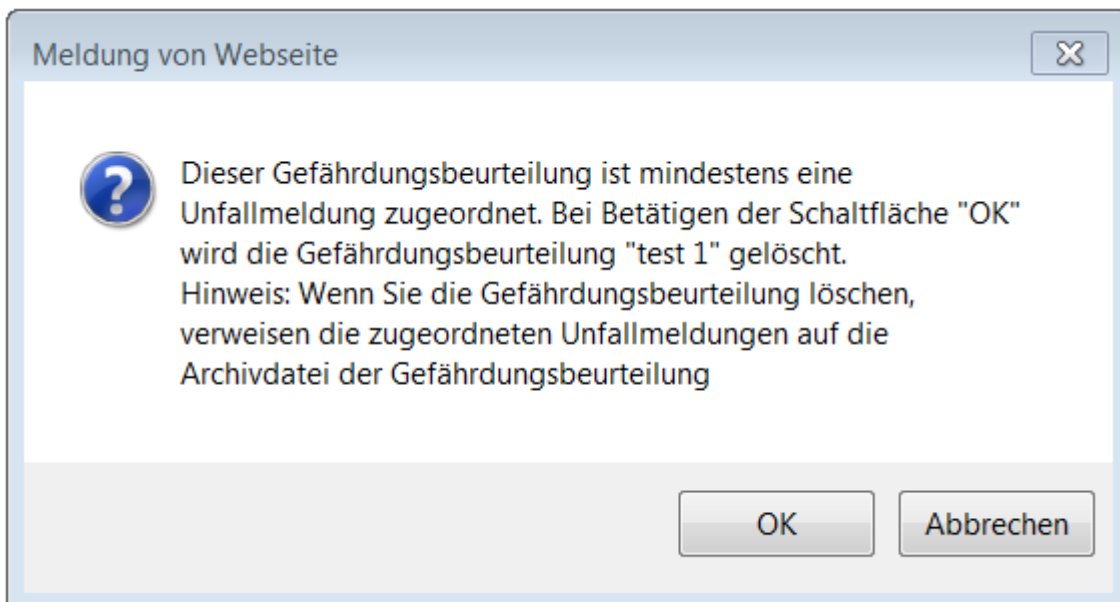 Meldung von Webseite
Dieser Gefährdungsbeurteilung ist mindestens eine
Unfallmeldung zugeordnet. Bei Betätigen der Schaltfläche "OK"
wird die Gefährdungsbeurteilung "test 1" gelöscht.
Hinweis: Wenn Sie die Gefährdungsbeurteilung löschen,
verweisen die zugeordneten Unfallmeldungen auf die
Archivdatei der Gefährdungsbeurteilung
OK
Abbrechen